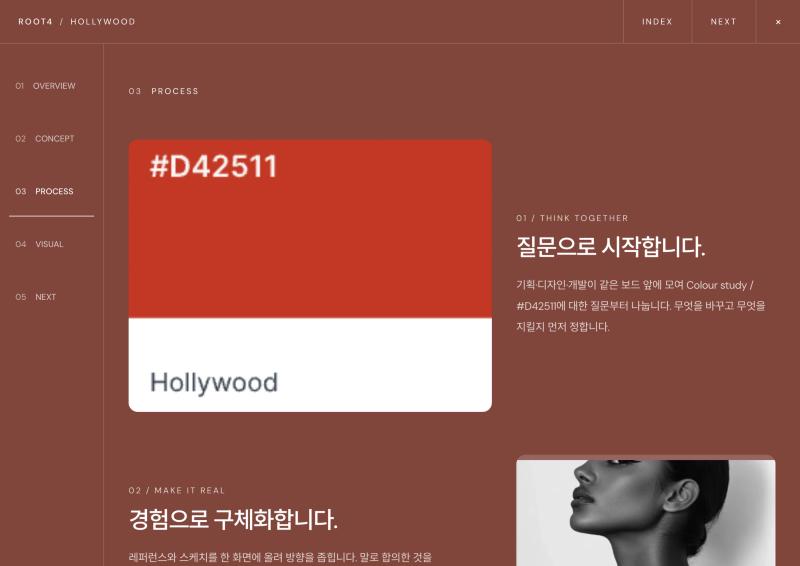 ROOT4 / HOLLYWOOD
INDEX
NEXT
×
01 OVERVIEW
02 CONCEPT
03 PROCESS
04 VISUAL
05 NEXT
03 PROCESS
#D42511
Hollywood
01 / THINK TOGETHER
질문으로 시작합니다.
기획·디자인·개발이 같은 보드 앞에 모여 Colour study /
#D42511에 대한 질문부터 나눕니다. 무엇을 바꾸고 무엇을
지킬지 먼저 정합니다.
02 / MAKE IT REAL
경험으로 구체화합니다.
레퍼런스와 스케치를 한 화면에 올려 방향을 좁힙니다. 말로 합의한 것을